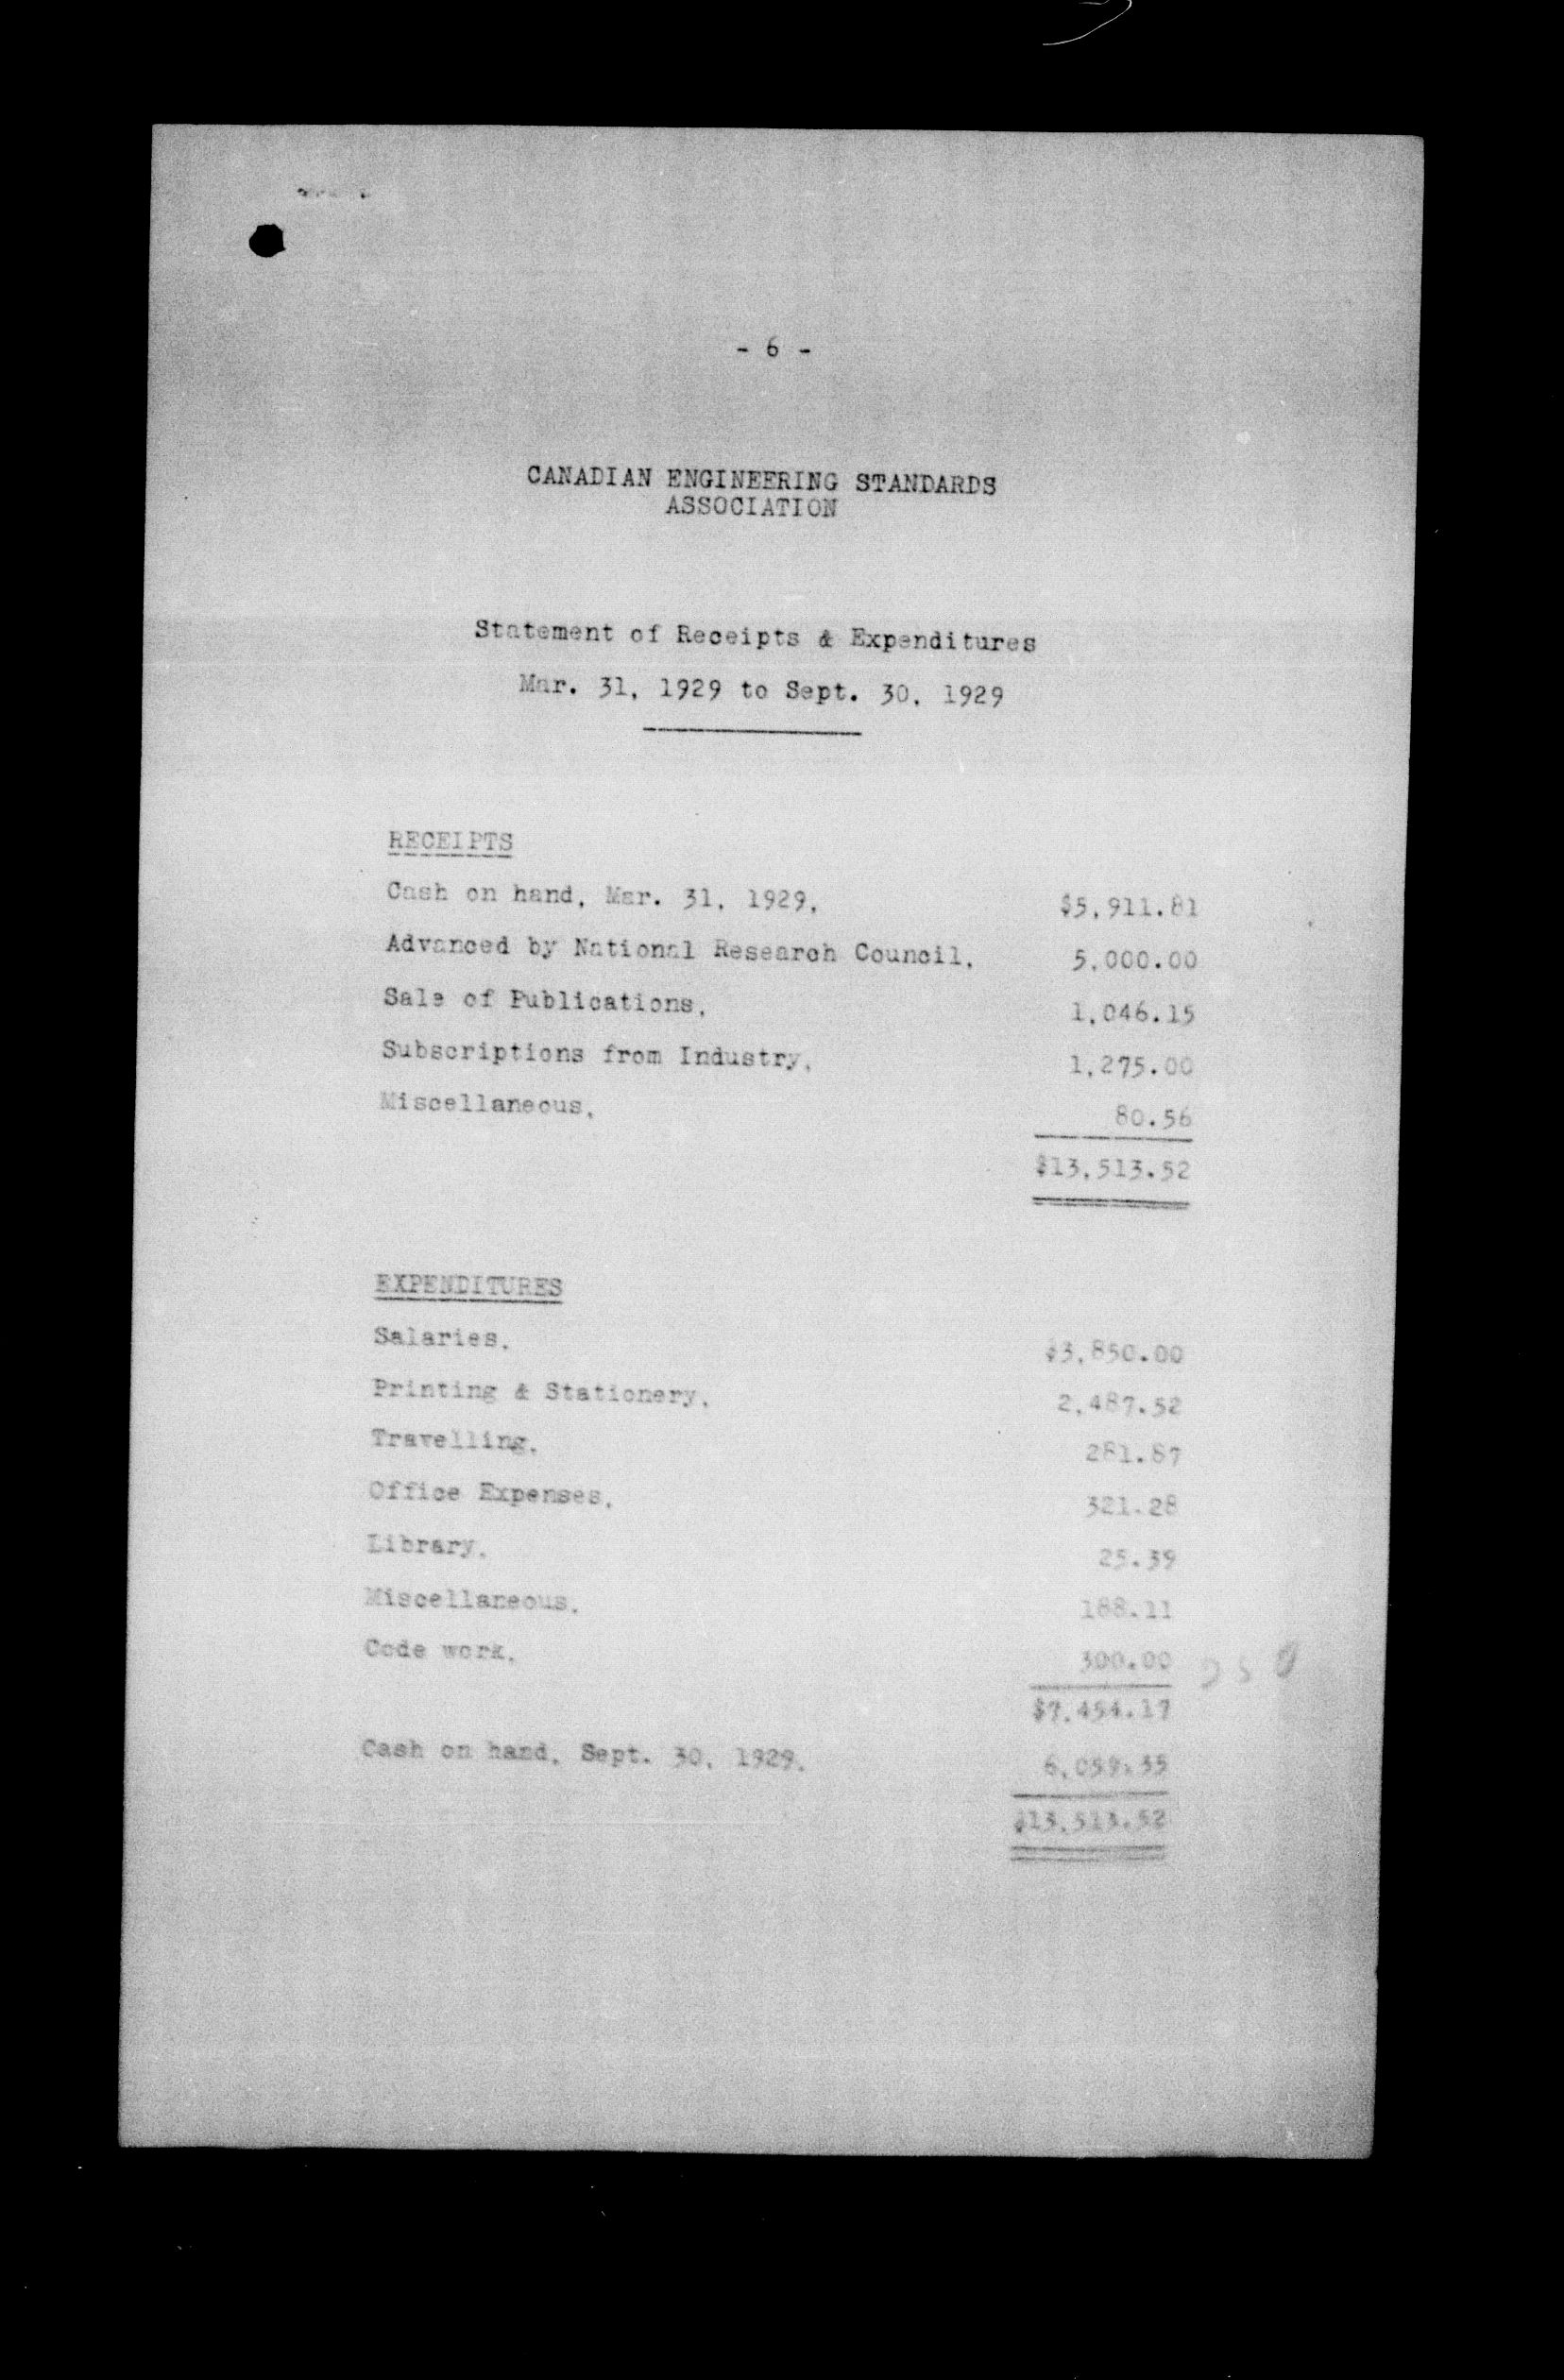 - 6 -
CANADIAN ENGINEERING STANDARDS
ASSOCIATION
Statement of Receipts & Expenditures
Mar. 31, 1929 to Sept. 30, 1929
RECEIPTS
Cash on hand, Mar. 31, 1929, $5,911.81
Advanced by National Research Council, 5,000.00
Sale of Publications, 1,046.15
Subscriptions from Industry, 1,275.00
Miscellaneous, 80.56
$13,513.52
EXPENDITURES
Salaries, $3,850.00
Printing & Stationery, 2,487.52
Travelling, 281.87
Office Expenses, 321.28
Library, 25.39
Miscellaneous, 188.11
Code work, 300.00
$7,454.17
Cash on hand, Sept. 30, 1929, 6,059.35
$13,513.52